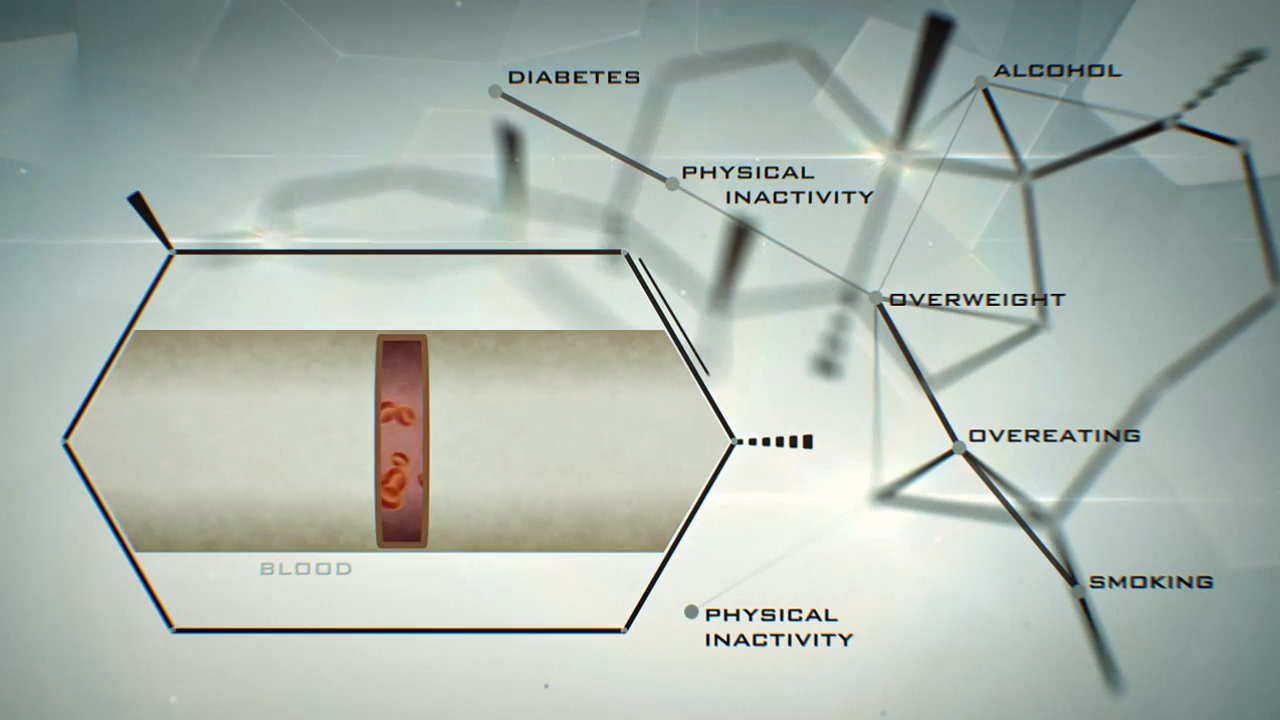 ALCOHOL
DIABETES
PHYSICAL
INACTIVITY
OVERWEIGHT
OVEREATING
BLOOD
SMOKING
PHYSICAL
INACTIVITY